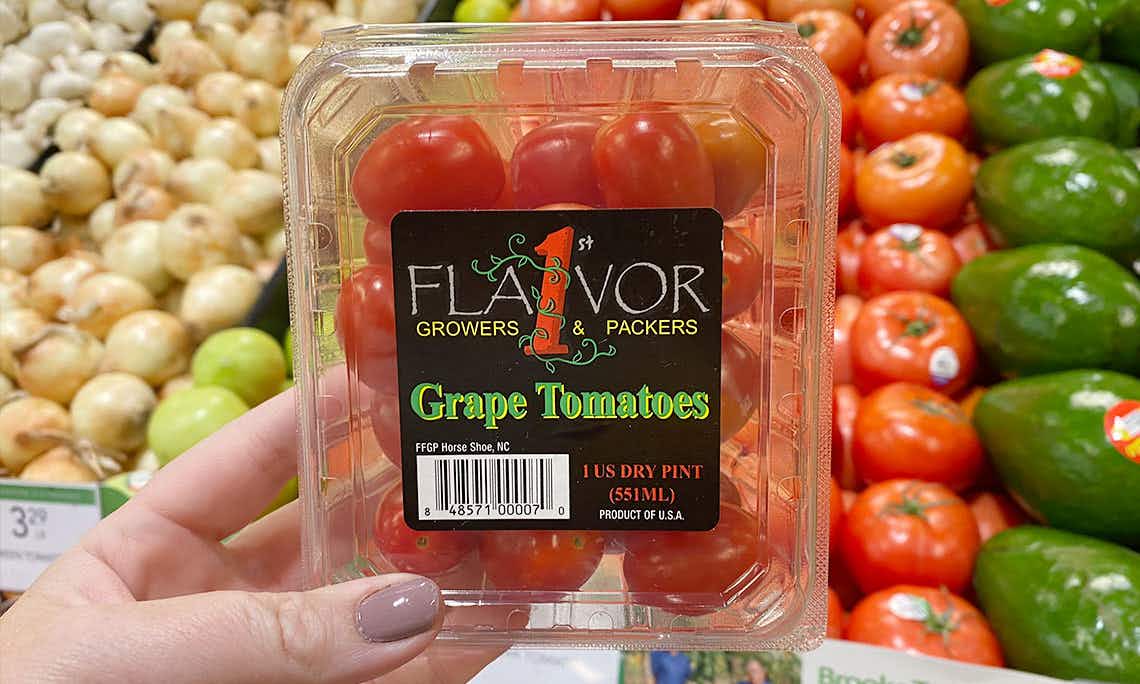 1st
FLAVOR
GROWERS & PACKERS
Grape Tomatoes
FFGP Horse Shoe, NC
8 48571 00007 0
1 US DRY PINT
(551ML)
PRODUCT OF U.S.A.
3 29